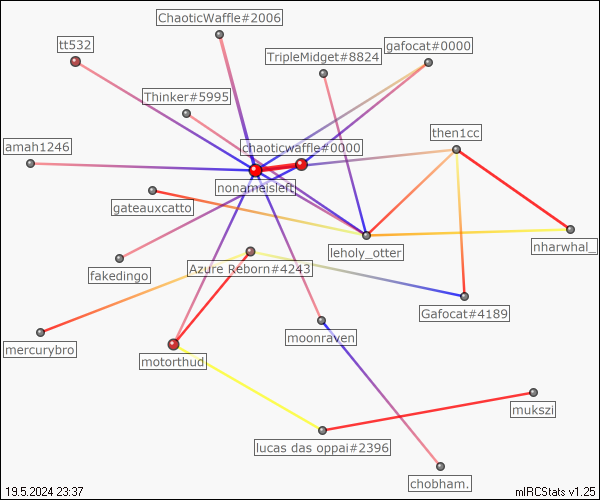 ChaoticWaffle#2006
tt532
gafocat#0000
TripleMidget#8824
Thinker#5995
then1cc
amah1246
chaoticwaffle#0000
nonameisleft
gateauxcatto
nharwhal_
leholy_otter
fakedingo
Azure Reborn#4243
Gafocat#4189
moonraven
mercurybro
motorthud
mukszi
lucas das oppai#2396
chobham.
19.5.2024 23:37
mIRCStats v1.25